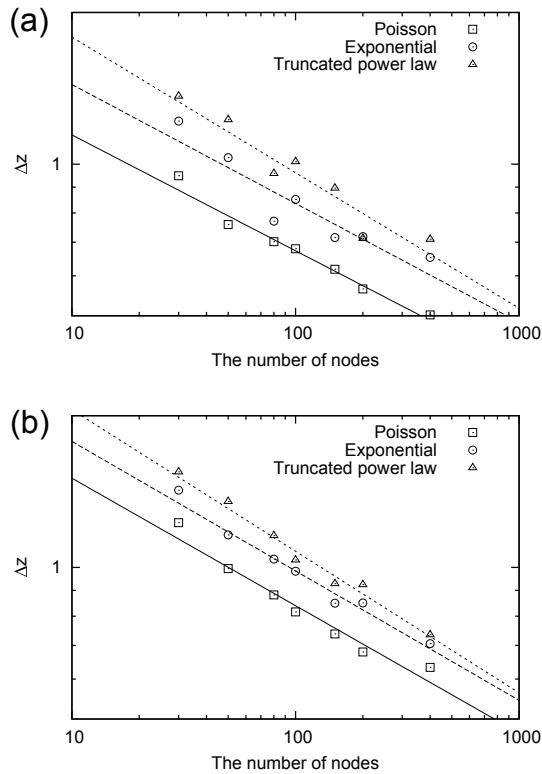 (a)
Poisson
Exponential
Truncated power law
Δz
1
10 100 1000
The number of nodes
(b)
Poisson
Exponential
Truncated power law
Δz
1
10 100 1000
The number of nodes